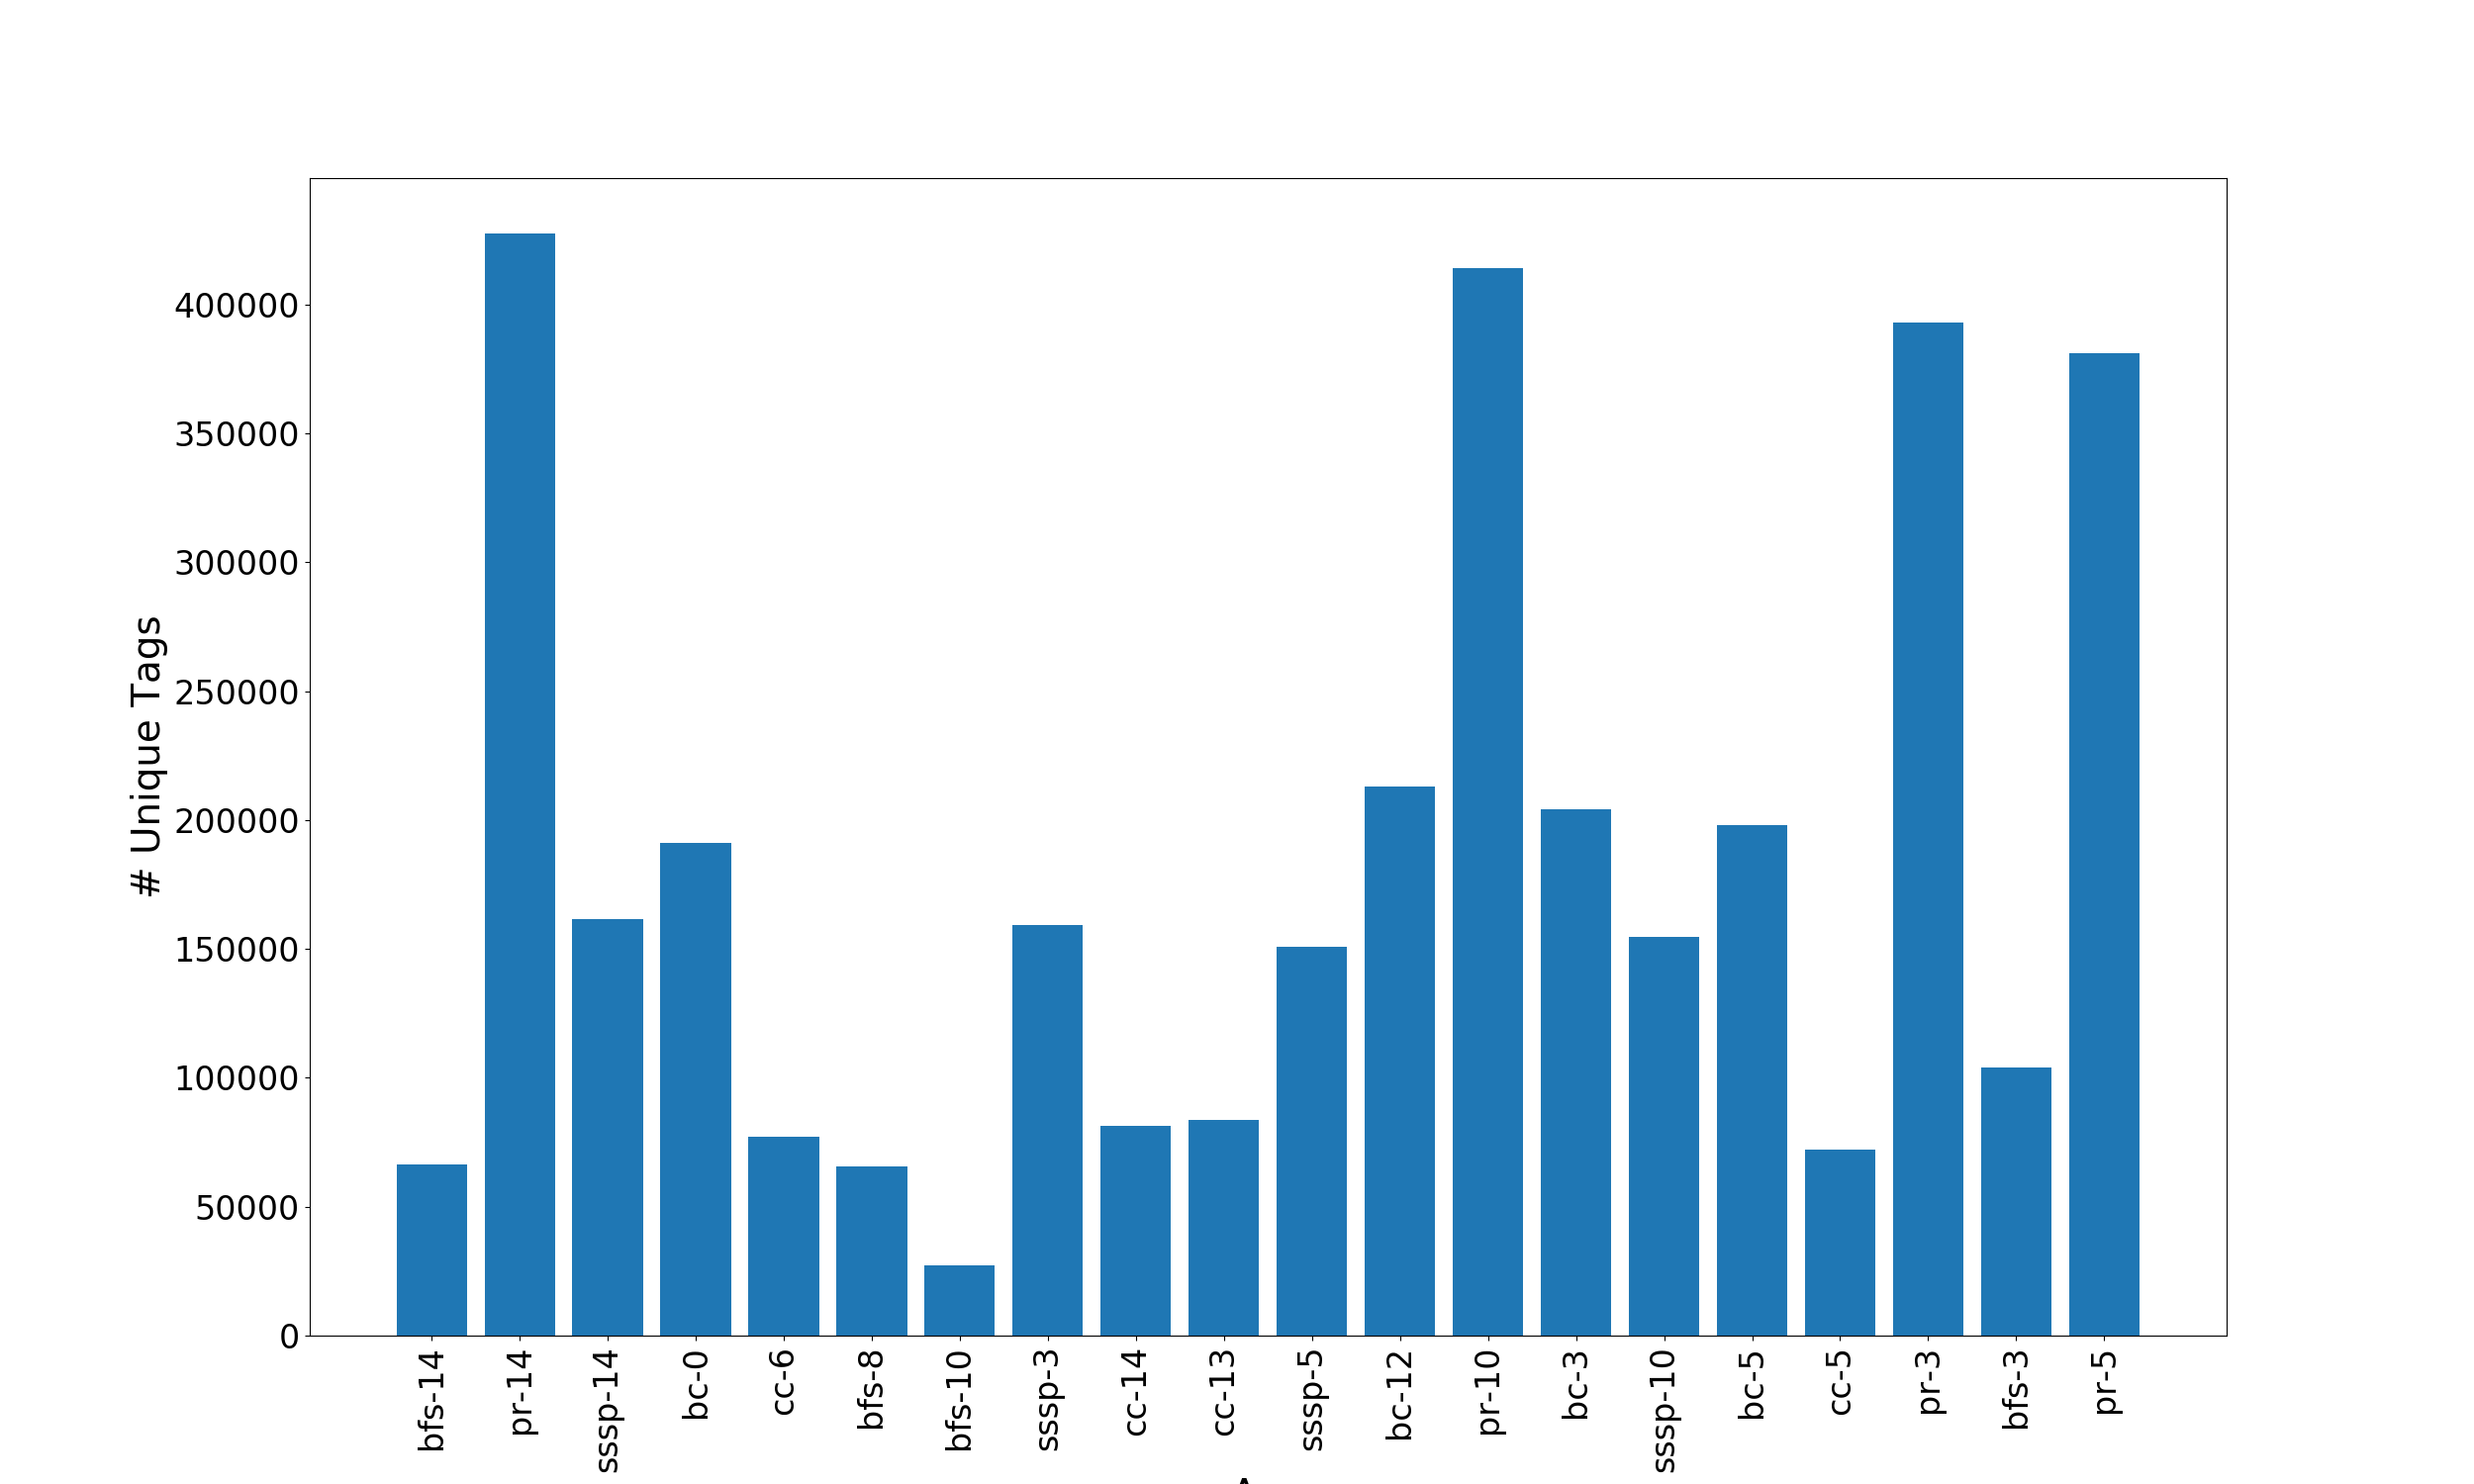 # Unique Tags
400000
350000
300000
250000
200000
150000
100000
50000
0
bfs-14
pr-14
sssp-14
bc-0
cc-6
bfs-8
bfs-10
sssp-3
cc-14
cc-13
sssp-5
bc-12
pr-10
bc-3
sssp-10
bc-5
cc-5
pr-3
bfs-3
pr-5